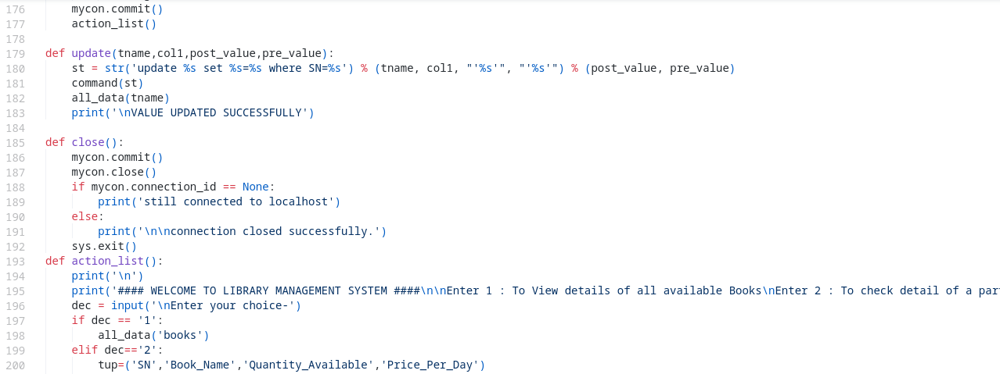 176 mycon.commit()
177 action_list()
178
179 def update(tname,col1,post_value,pre_value):
180 st = str('update %s set %s=%s where SN=%s') % (tname, col1, "'%s'", "'%s'") % (post_value, pre_value)
181 command(st)
182 all_data(tname)
183 print('\nVALUE UPDATED SUCCESSFULLY')
184
185 def close():
186 mycon.commit()
187 mycon.close()
188 if mycon.connection_id == None:
189 print('still connected to localhost')
190 else:
191 print('\n\nconnection closed successfully.')
192 sys.exit()
193 def action_list():
194 print('\n')
195 print('#### WELCOME TO LIBRARY MANAGEMENT SYSTEM ####\n\nEnter 1 : To View details of all available Books\nEnter 2 : To check detail of a par
196 dec = input('\nEnter your choice-')
197 if dec == '1':
198 all_data('books')
199 elif dec=='2':
200 tup=('SN','Book_Name','Quantity_Available','Price_Per_Day')